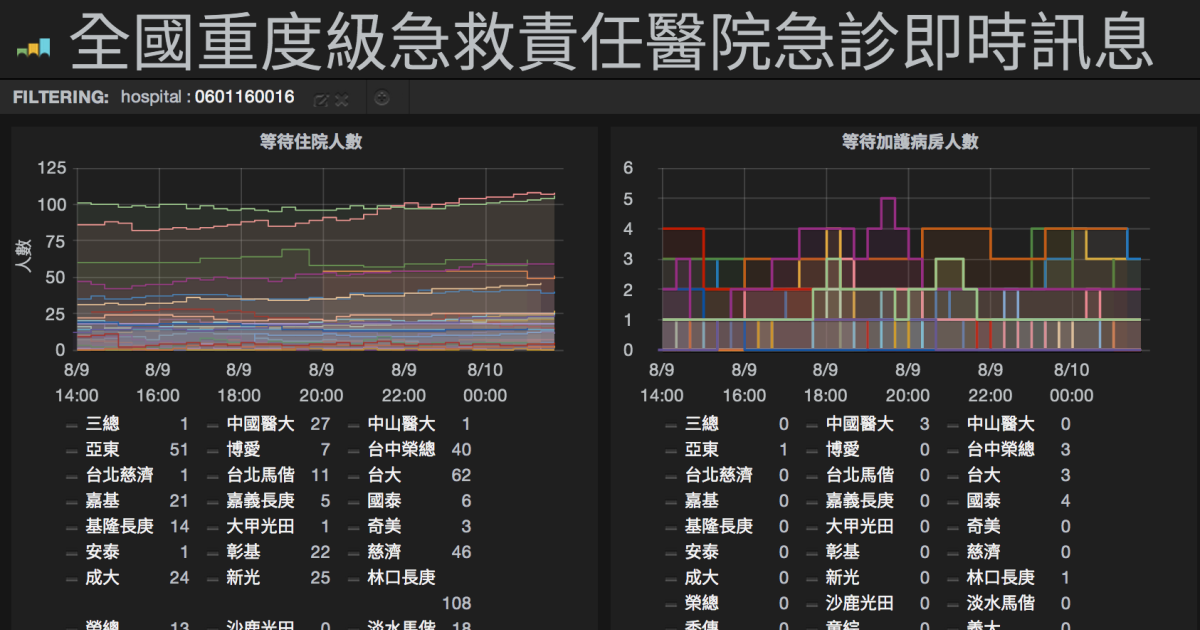 全國重度級急救責任醫院急診即時訊息
FILTERING: hospital : 0601160016
等待住院人數
人數
125
100
75
50
25
0
8/9 14:00
8/9 16:00
8/9 18:00
8/9 20:00
8/9 22:00
8/10 00:00
三總 1 中國醫大 27 中山醫大 1
亞東 51 博愛 7 台中榮總 40
台北慈濟 1 台北馬偕 11 台大 62
嘉基 21 嘉義長庚 5 國泰 6
基隆長庚 14 大甲光田 1 奇美 3
安泰 1 彰基 22 慈濟 46
成大 24 新光 25 林口長庚
108
榮總 13 沙鹿光田 0 淡水馬偕 18
等待加護病房人數
6
5
4
3
2
1
0
8/9 14:00
8/9 16:00
8/9 18:00
8/9 20:00
8/9 22:00
8/10 00:00
三總 0 中國醫大 3 中山醫大 0
亞東 1 博愛 0 台中榮總 3
台北慈濟 0 台北馬偕 0 台大 3
嘉基 0 嘉義長庚 0 國泰 4
基隆長庚 0 大甲光田 0 奇美 0
安泰 0 彰基 0 慈濟 0
成大 0 新光 0 林口長庚 1
榮總 0 沙鹿光田 0 淡水馬偕 0
秀傳 0 童綜 0 義大 0